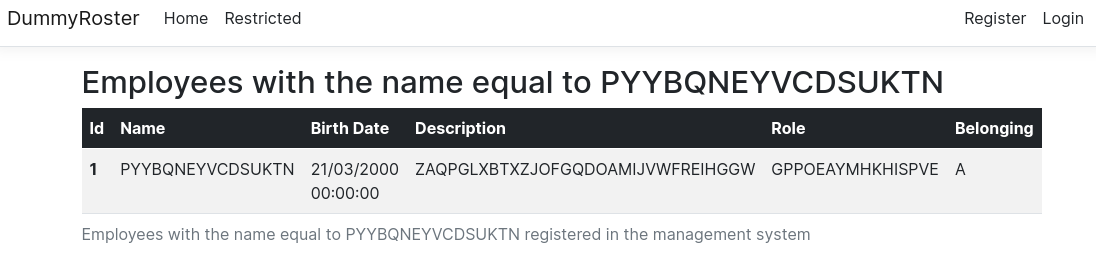 DummyRoster Home Restricted Register Login
Employees with the name equal to PYYBQNEYVCDSUKTN
Id Name Birth Date Description Role Belonging
1 PYYBQNEYVCDSUKTN 21/03/2000 ZAQPGLXBTXZJOFGQDOAMIJVWFREIHGGW GPPOEAYMHKHISPVE A
00:00:00
Employees with the name equal to PYYBQNEYVCDSUKTN registered in the management system